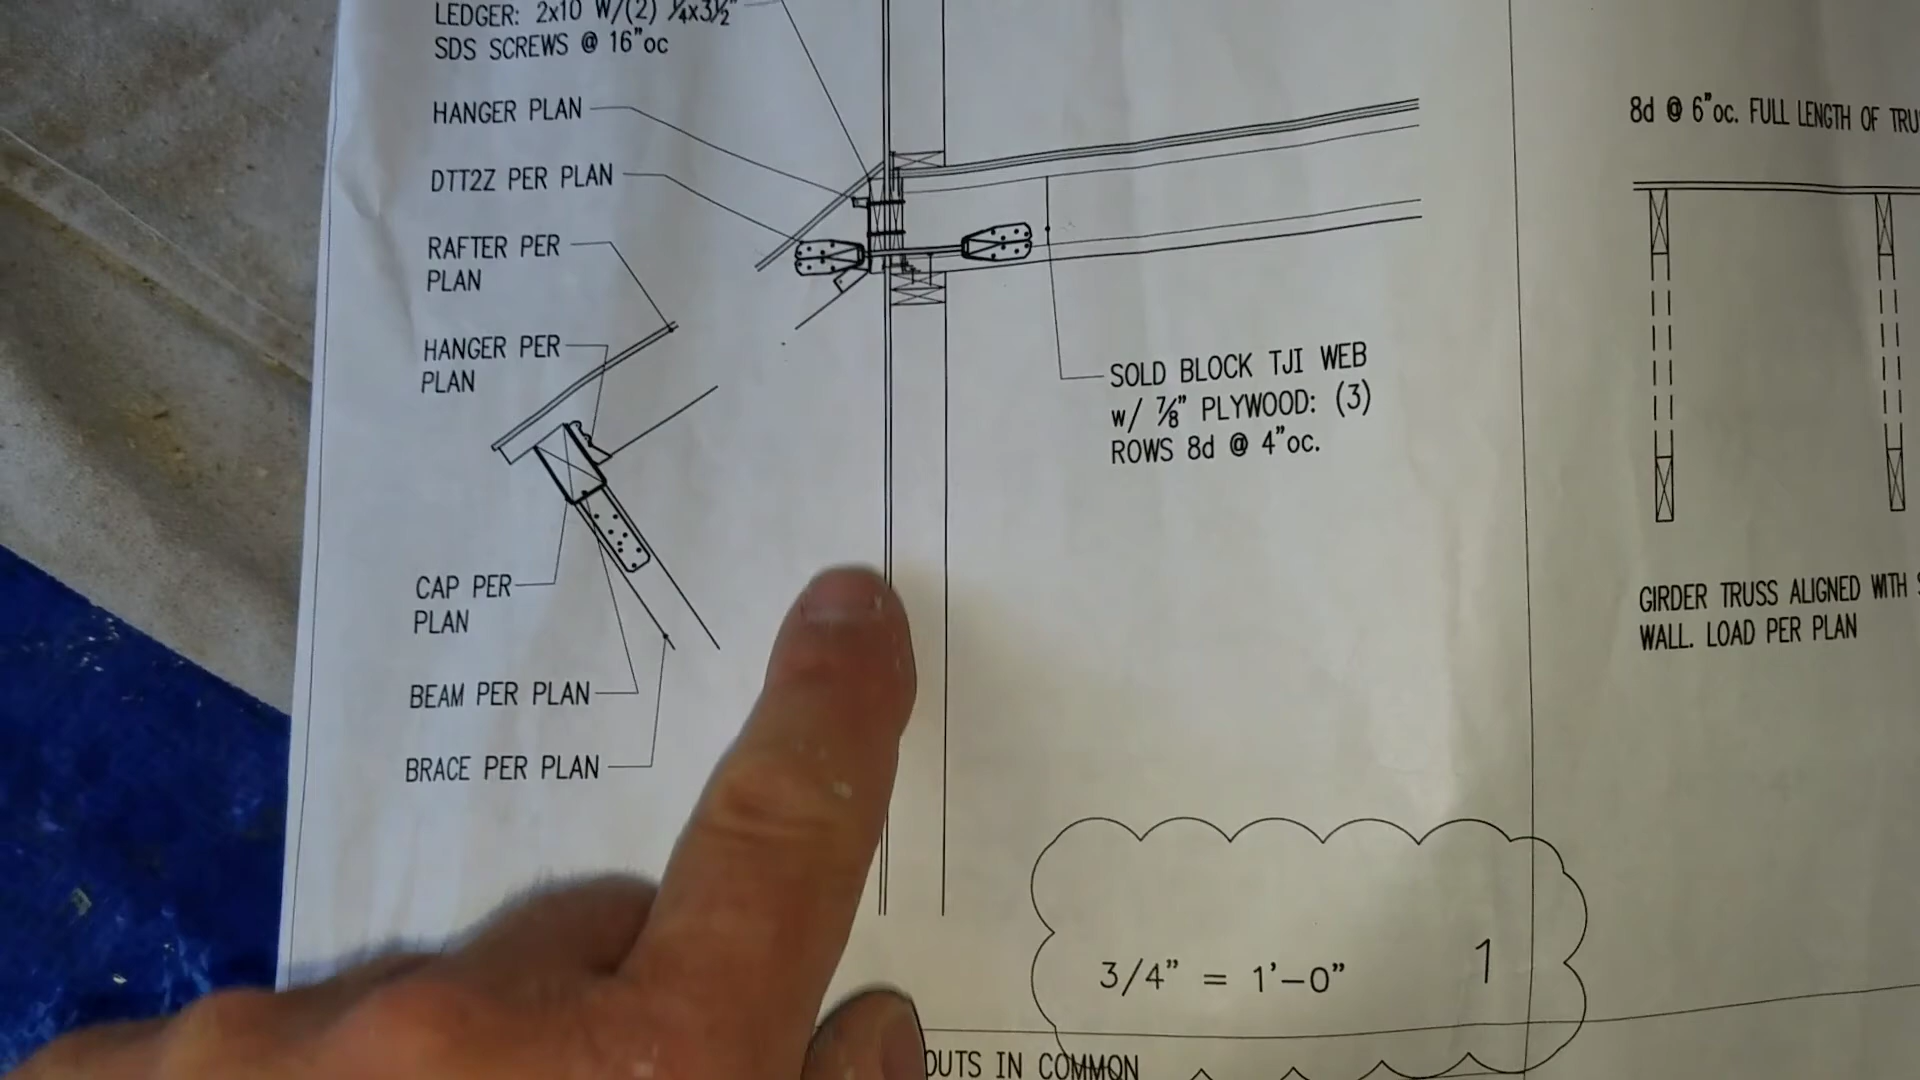 LEDGER: 2x10 W/(2) ¼x3½"
SDS SCREWS @ 16"oc
HANGER PLAN
DTT2Z PER PLAN
RAFTER PER
PLAN
HANGER PER
PLAN
CAP PER
PLAN
BEAM PER PLAN
BRACE PER PLAN
SOLD BLOCK TJI WEB
w/ ⅞" PLYWOOD: (3)
ROWS 8d @ 4"oc.
3/4" = 1'-0"
1
8d @ 6"oc. FULL LENGTH OF TRU
GIRDER TRUSS ALIGNED WITH S
WALL. LOAD PER PLAN
OUTS IN COMMON